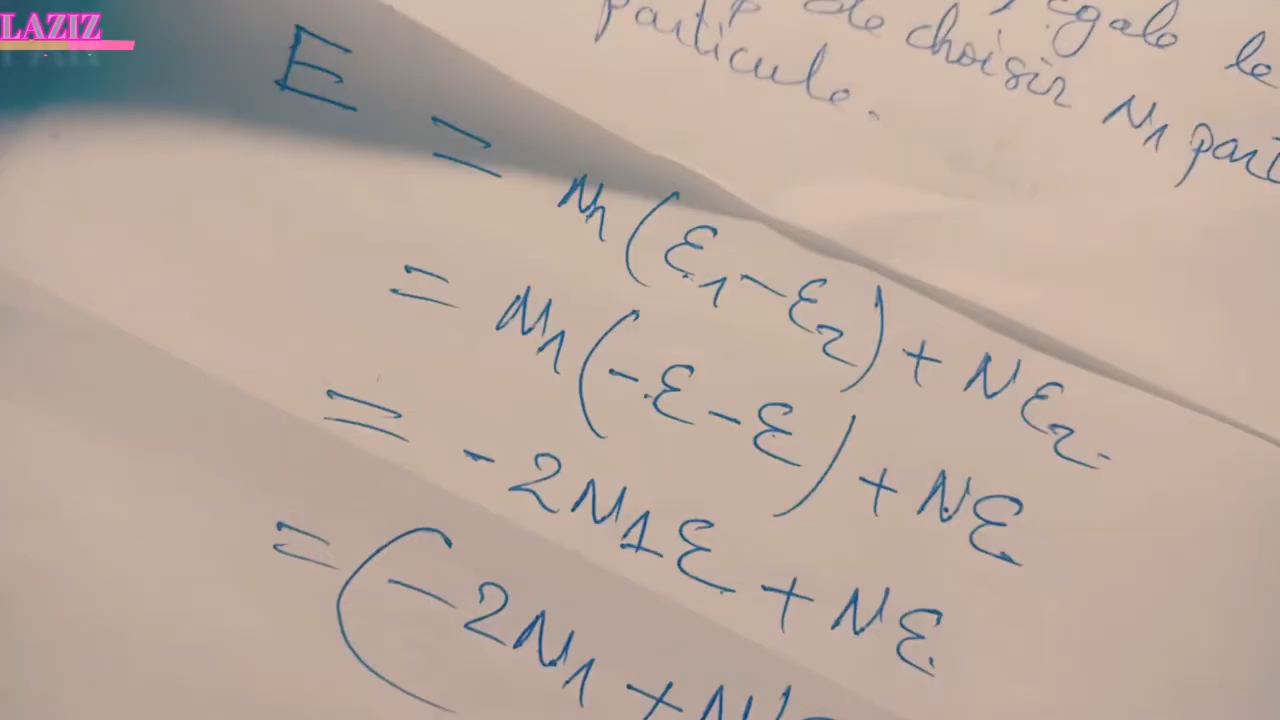 LAZIZ
de choisir N₁ part
égale le
particule.
E = N₁(ε₁-ε₂) + Nε₂
= N₁(-ε-ε) + Nε
= -2N₁ε + Nε
= (-2N₁ + N